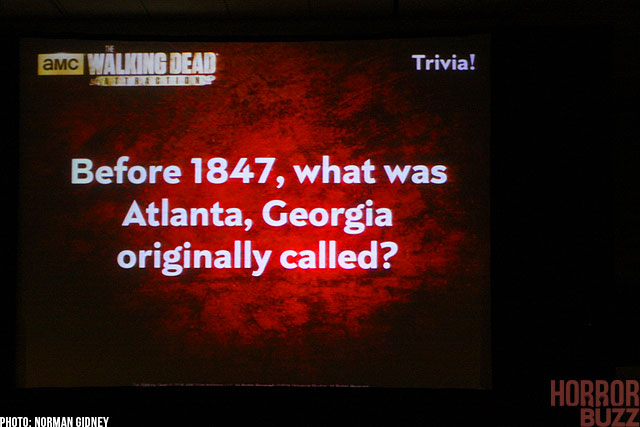 amc THE WALKING DEAD
ATTRACTION
Trivia!
Before 1847, what was
Atlanta, Georgia
originally called?
HORROR
BUZZ
PHOTO: NORMAN GIDNEY